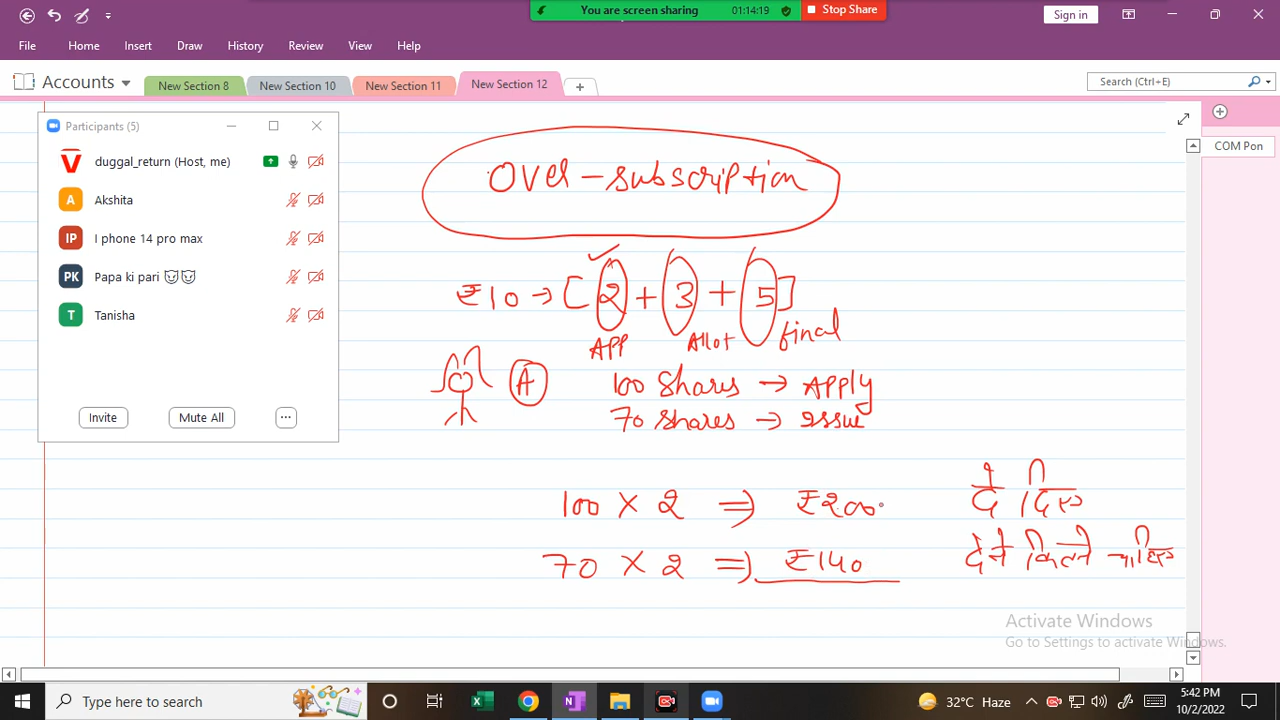 You are screen sharing 01:14:19 Stop Share
Sign in
File Home Insert Draw History Review View Help
Accounts New Section 8 New Section 10 New Section 11 New Section 12 Search (Ctrl+E)
Participants (5)
COM Pon
duggal_return (Host, me)
Akshita
I phone 14 pro max
Papa ki pari 😼😼
Tanisha
Invite Mute All ...
Over-subscription
₹10 → [2 + 3 + 5]
APP Allot final
A 100 Shares → Apply
70 Shares → Issue
100 × 2 ⇒ ₹200
70 × 2 ⇒ ₹140
Activate Windows
Go to Settings to activate Windows.
Type here to search
32°C Haze
5:42 PM
10/2/2022